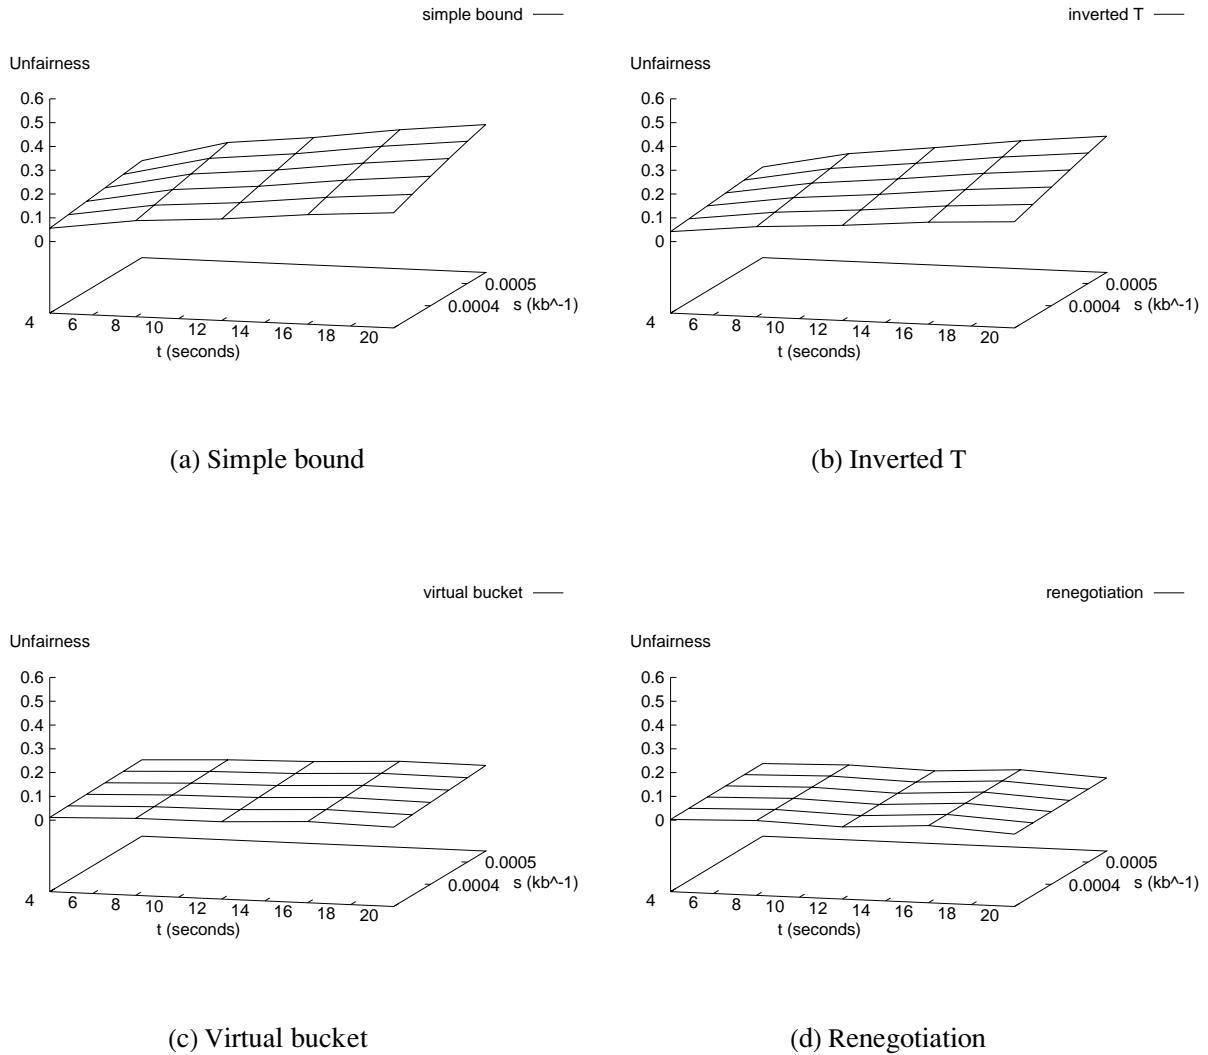 simple bound
Unfairness
0.6
0.5
0.4
0.3
0.2
0.1
0
0.0005
0.0004 s (kb^-1)
4 6 8 10 12 14 16 18 20
t (seconds)
(a) Simple bound
inverted T
Unfairness
0.6
0.5
0.4
0.3
0.2
0.1
0
0.0005
0.0004 s (kb^-1)
4 6 8 10 12 14 16 18 20
t (seconds)
(b) Inverted T
virtual bucket
Unfairness
0.6
0.5
0.4
0.3
0.2
0.1
0
0.0005
0.0004 s (kb^-1)
4 6 8 10 12 14 16 18 20
t (seconds)
(c) Virtual bucket
renegotiation
Unfairness
0.6
0.5
0.4
0.3
0.2
0.1
0
0.0005
0.0004 s (kb^-1)
4 6 8 10 12 14 16 18 20
t (seconds)
(d) Renegotiation